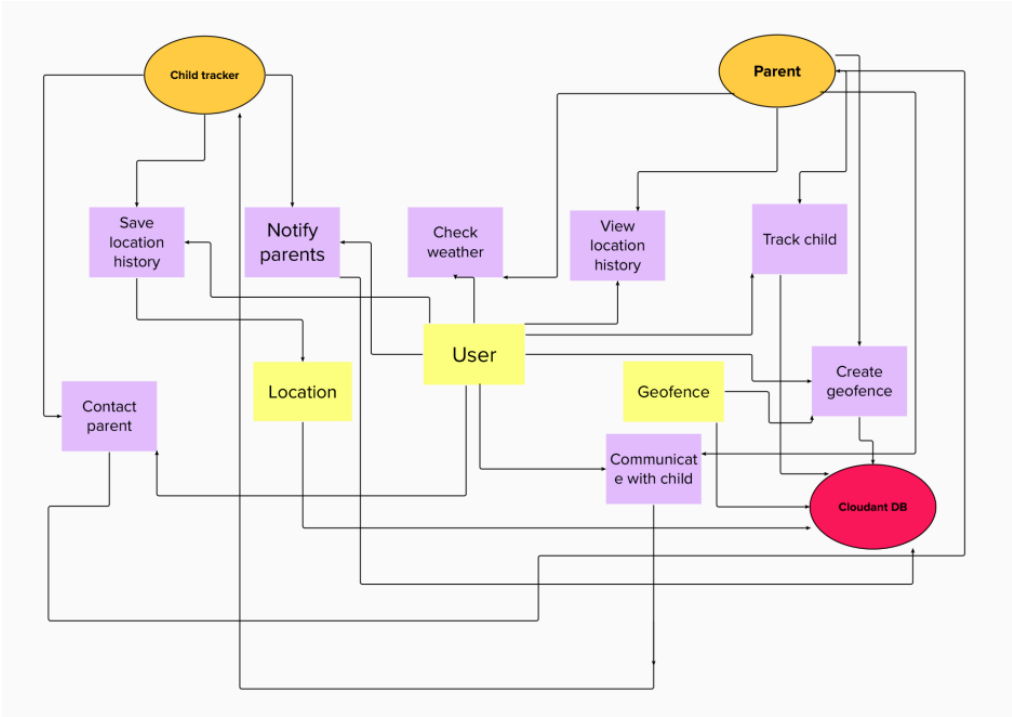 Child tracker
Parent
Save
location
history
Notify
parents
Check
weather
View
location
history
Track child
User
Location
Geofence
Create
geofence
Contact
parent
Communicat
e with child
Cloudant DB